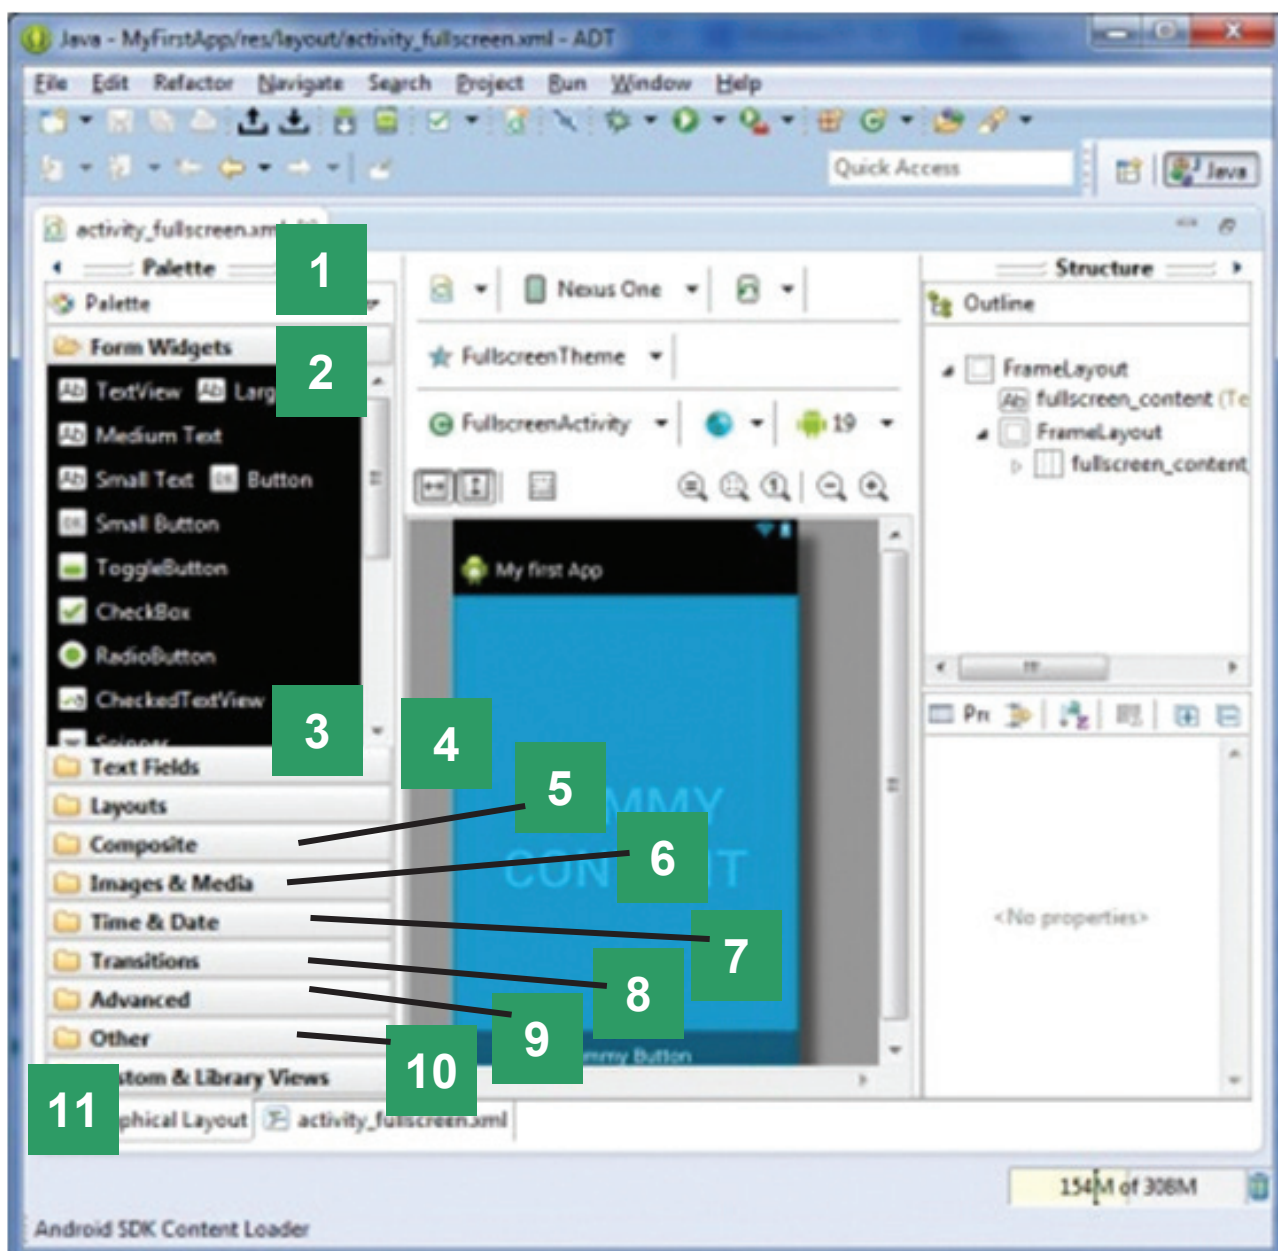 Java - MyFirstApp/res/layout/activity_fullscreen.xml - ADT
File Edit Refactor Navigate Search Project Run Window Help
Quick Access
Java
activity_fullscreen.xml
1
Palette
Palette
Form Widgets
2
TextView
Medium Text
Small Text Button
Small Button
ToggleButton
CheckBox
RadioButton
CheckedTextView
3
Text Fields
Layouts
Composite
Images & Media
Time & Date
Transitions
Advanced
Other
& Library Views
11
Layout
Nexus One
FullscreenTheme
FullscreenActivity
19
My first App
4
5
6
7
8
9
10
Button
Structure
Outline
FrameLayout
fullscreen_content (Te
FrameLayout
fullscreen_content
<No properties>
154M of 308M
Android SDK Content Loader